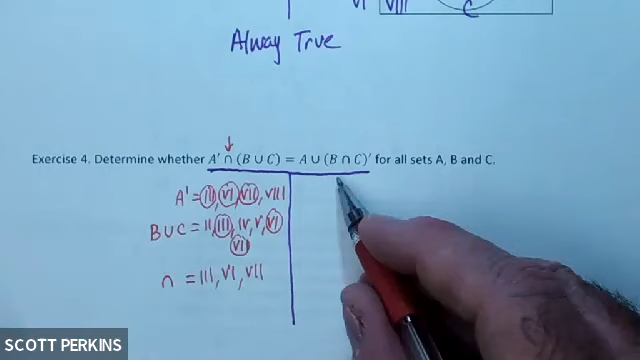 VI VIII C
Alway True
Exercise 4. Determine whether A' ∩ (B ∪ C) = A ∪ (B ∩ C)' for all sets A, B and C.
A' = III, VI, VII, VIII
B ∪ C = II, III, IV, V, VI
VI
∩ = III, VI, VII
SCOTT PERKINS